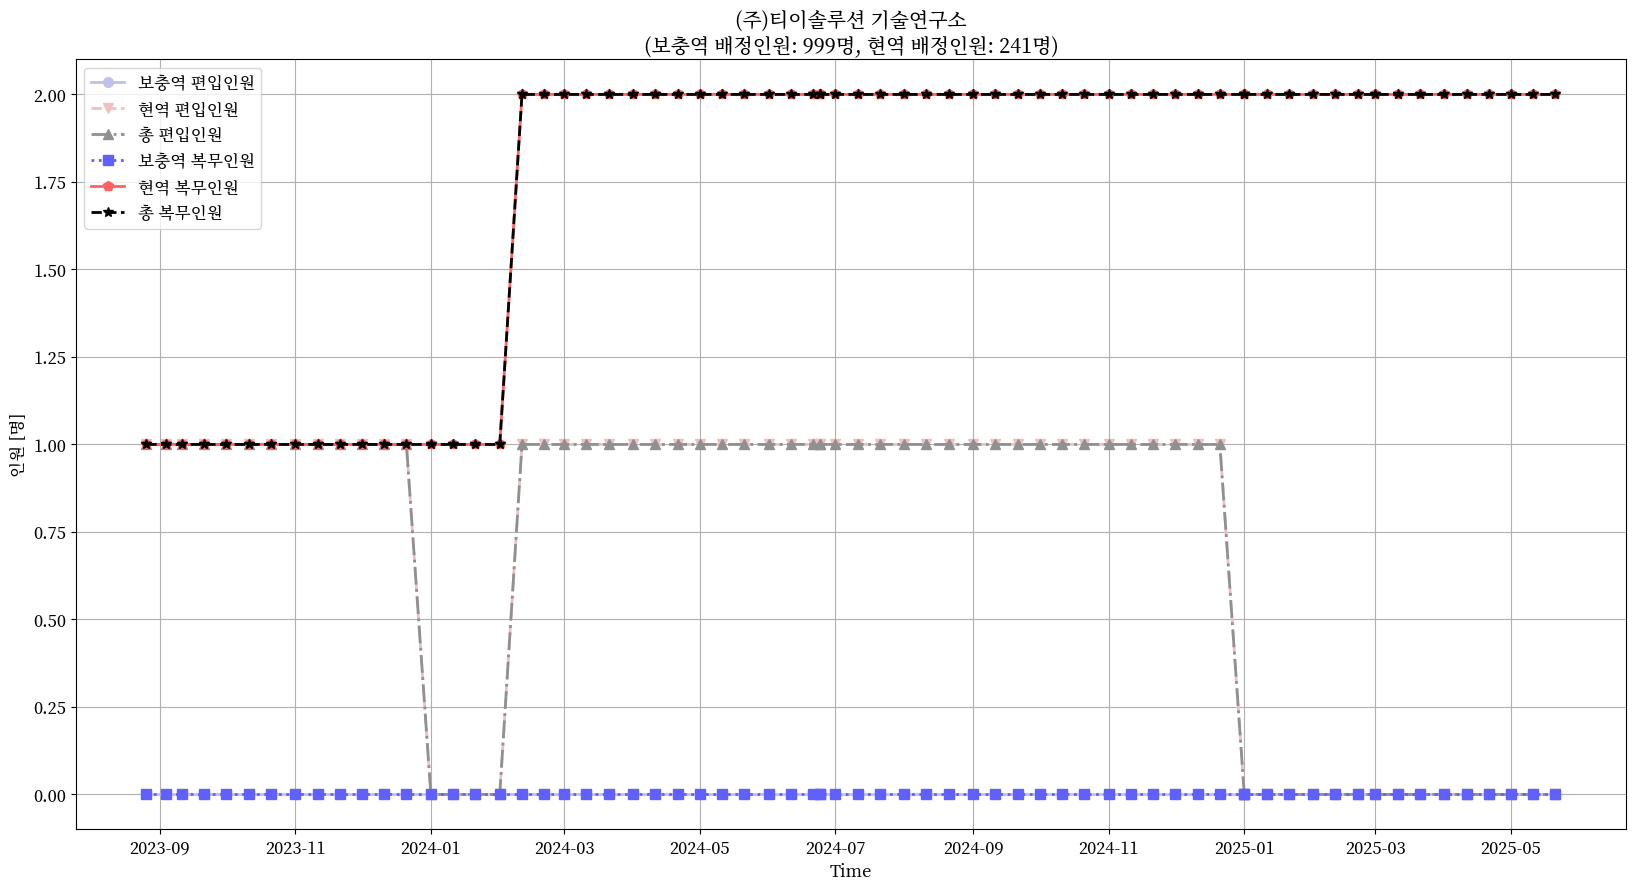 (주)티이솔루션 기술연구소
(보충역 배정인원: 999명, 현역 배정인원: 241명)
보충역 편입인원
현역 편입인원
총 편입인원
보충역 복무인원
현역 복무인원
총 복무인원
2.00
1.75
1.50
1.25
1.00
0.75
0.50
0.25
0.00
인원 [명]
2023-09
2023-11
2024-01
2024-03
2024-05
2024-07
2024-09
2024-11
2025-01
2025-03
2025-05
Time